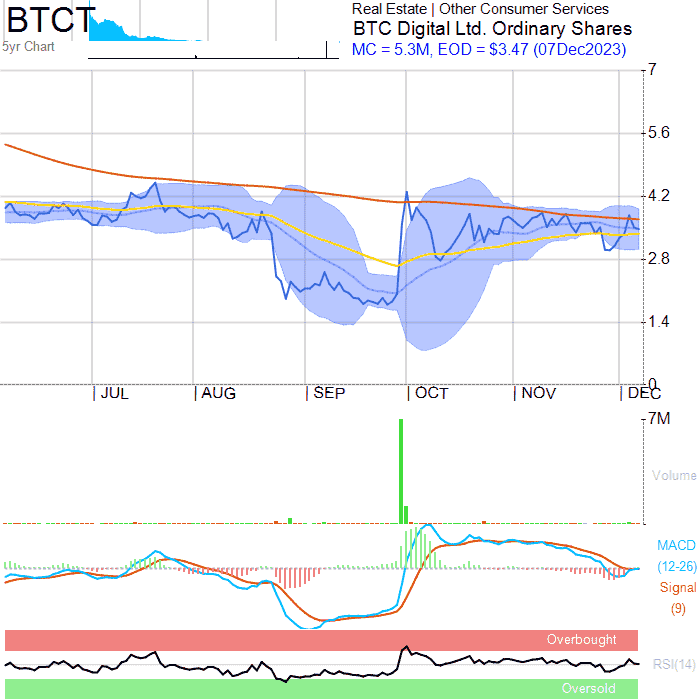 BTCT
5yr Chart
Real Estate | Other Consumer Services
BTC Digital Ltd. Ordinary Shares
MC = 5.3M, EOD = $3.47 (07Dec2023)
7
5.6
4.2
2.8
1.4
0
JUL AUG SEP OCT NOV DEC
7M
Volume
MACD
(12-26)
Signal
(9)
Overbought
RSI(14)
Oversold